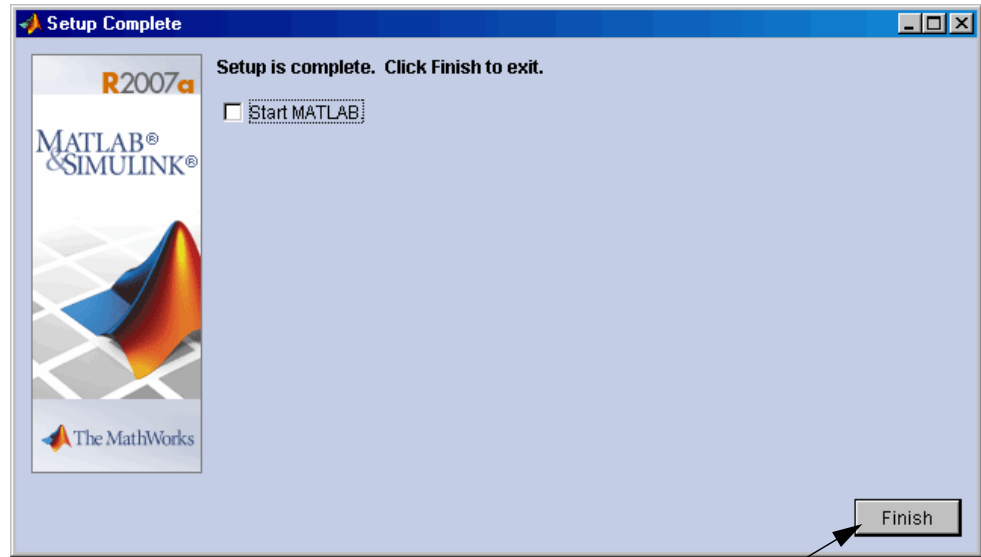 Setup Complete
R2007a
Setup is complete. Click Finish to exit.
Start MATLAB
MATLAB®
&SIMULINK®
The MathWorks
Finish